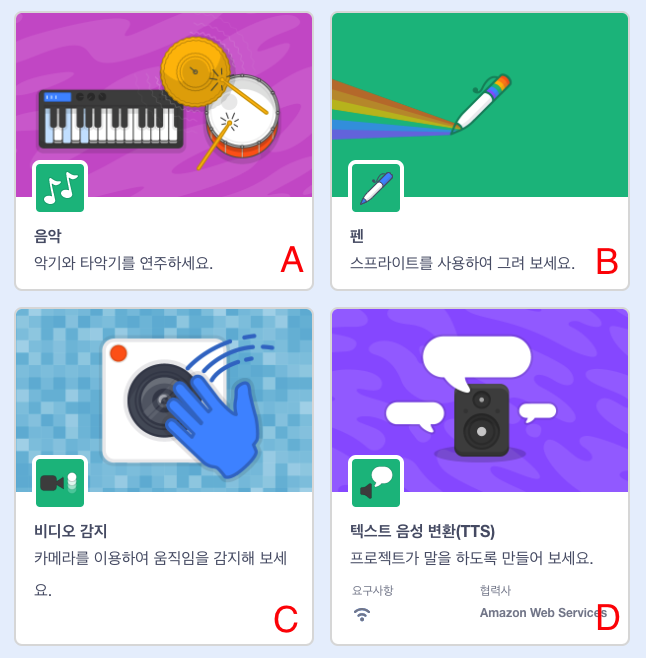 음악
악기와 타악기를 연주하세요.
A
펜
스프라이트를 사용하여 그려 보세요.
B
비디오 감지
카메라를 이용하여 움직임을 감지해 보세
요.
C
텍스트 음성 변환(TTS)
프로젝트가 말을 하도록 만들어 보세요.
요구사항
협력사
Amazon Web Services
D